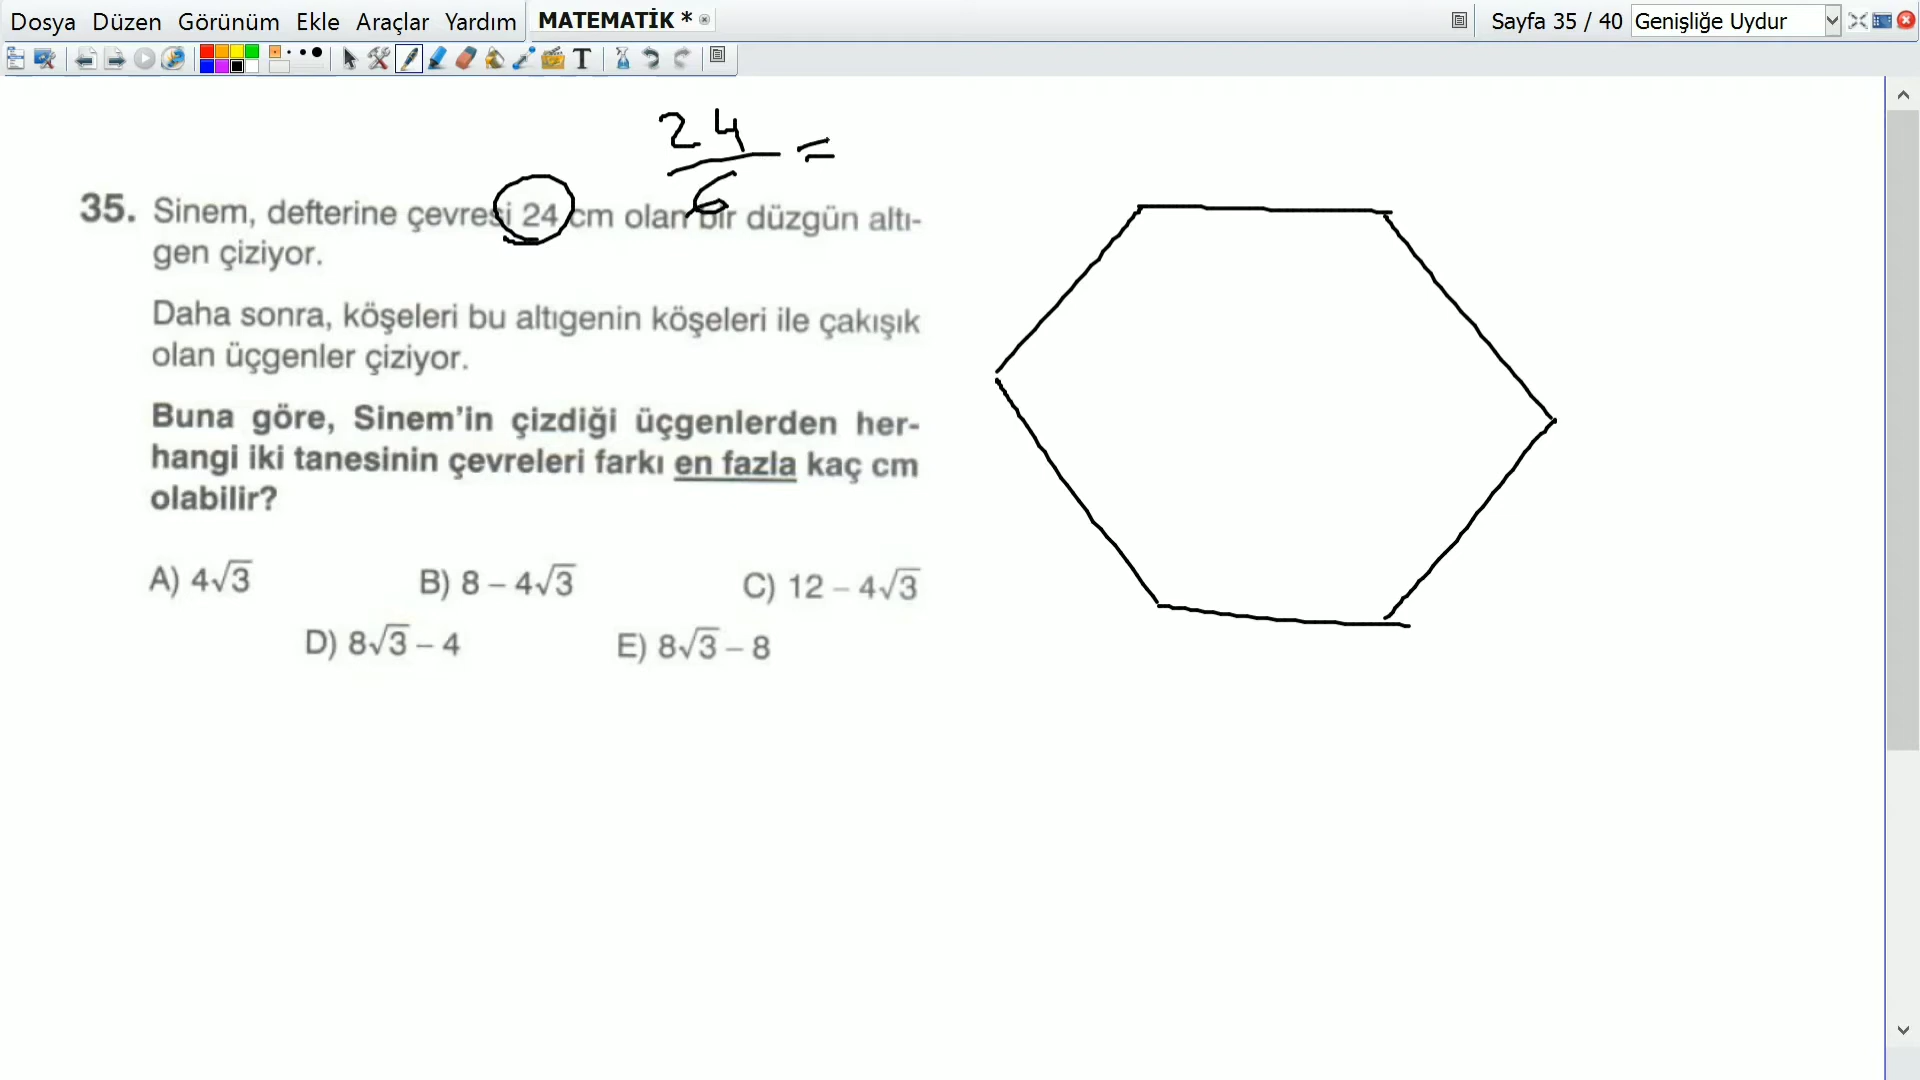 Dosya Düzen Görünüm Ekle Araçlar Yardım MATEMATİK * Sayfa 35 / 40 Genişliğe Uydur
24
6
=
35. Sinem, defterine çevresi 24 cm olan bir düzgün altı-
gen çiziyor.
Daha sonra, köşeleri bu altıgenin köşeleri ile çakışık
olan üçgenler çiziyor.
Buna göre, Sinem'in çizdiği üçgenlerden her-
hangi iki tanesinin çevreleri farkı en fazla kaç cm
olabilir?
A) 4√3 B) 8 – 4√3 C) 12 – 4√3
D) 8√3 – 4 E) 8√3 – 8